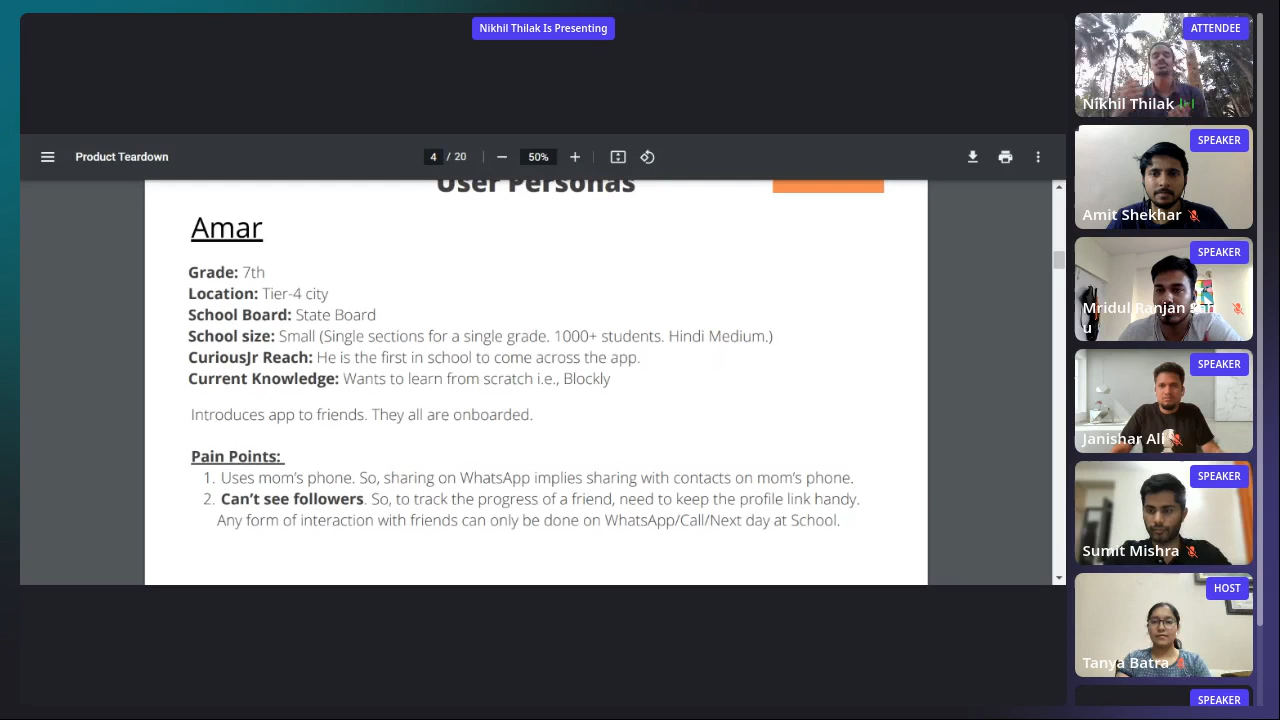 Nikhil Thilak Is Presenting
Product Teardown
4 / 20
50%
User Personas
Amar
Grade: 7th
Location: Tier-4 city
School Board: State Board
School size: Small (Single sections for a single grade. 1000+ students. Hindi Medium.)
CuriousJr Reach: He is the first in school to come across the app.
Current Knowledge: Wants to learn from scratch i.e., Blockly
Introduces app to friends. They all are onboarded.
Pain Points:
1. Uses mom's phone. So, sharing on WhatsApp implies sharing with contacts on mom's phone.
2. Can't see followers. So, to track the progress of a friend, need to keep the profile link handy.
Any form of interaction with friends can only be done on WhatsApp/Call/Next day at School.
ATTENDEE
Nikhil Thilak
SPEAKER
Amit Shekhar
SPEAKER
Mridul Ranjan
u
SPEAKER
Janishar Ali
SPEAKER
Sumit Mishra
HOST
Tanya Batra
SPEAKER